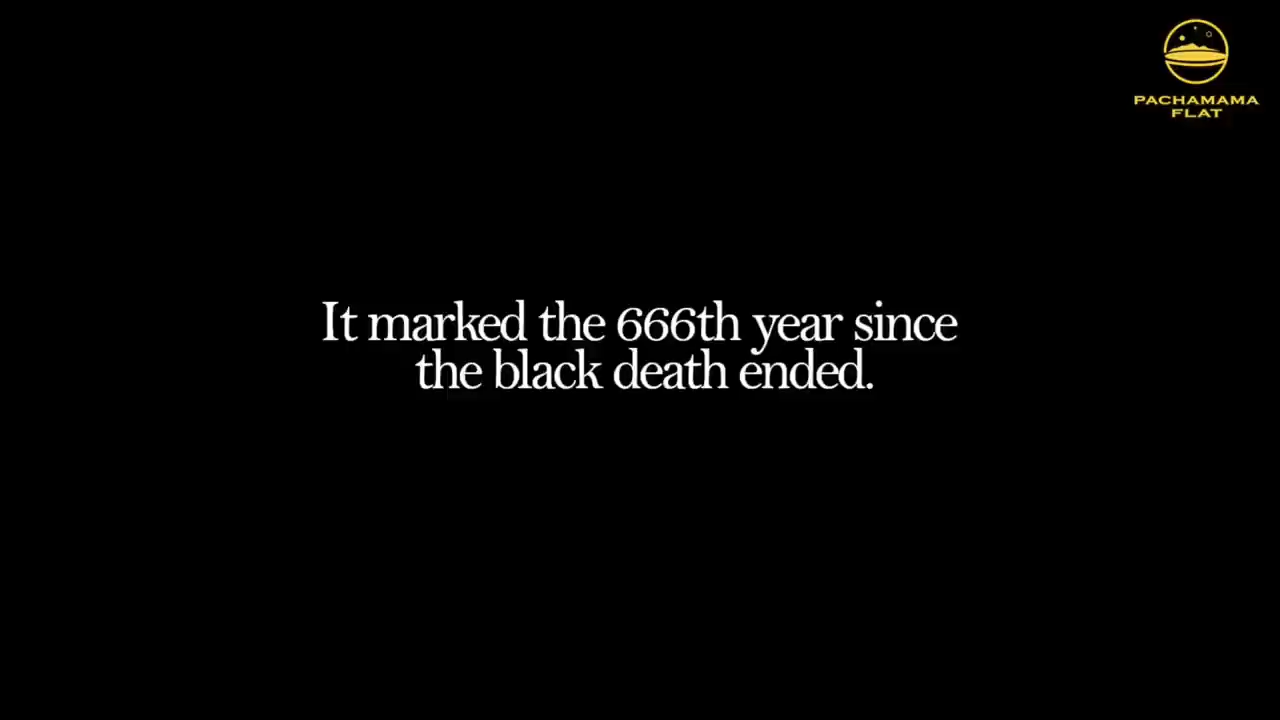 PACHAMAMA
FLAT
It marked the 666th year since
the black death ended.